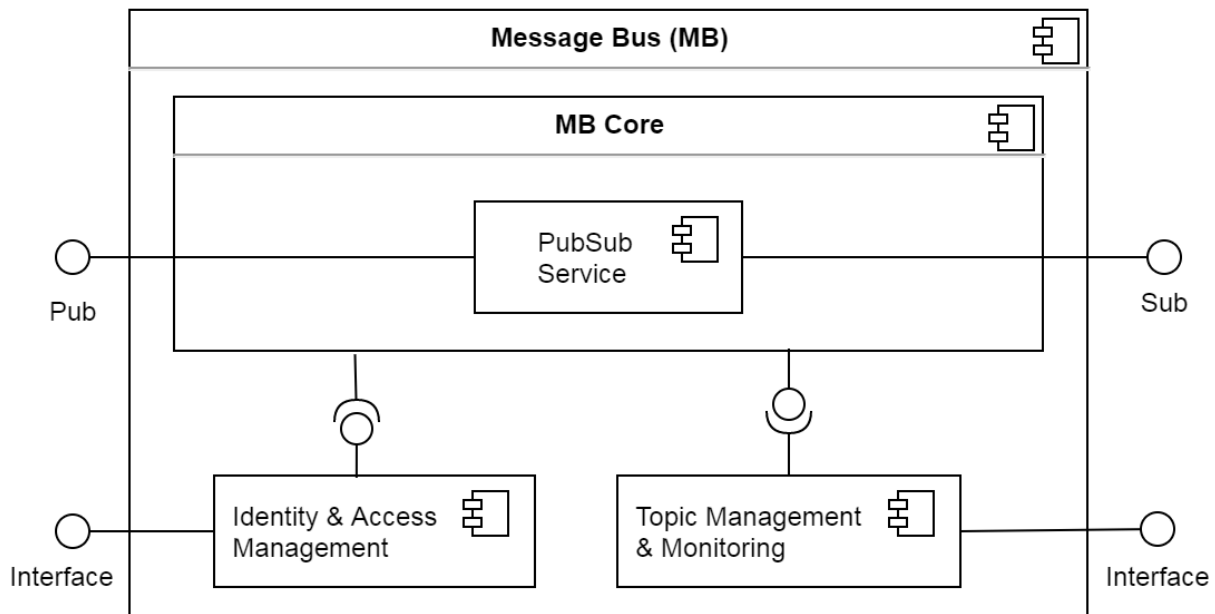 Message Bus (MB)
MB Core
PubSub
Service
Pub
Sub
Identity & Access
Management
Topic Management
& Monitoring
Interface
Interface